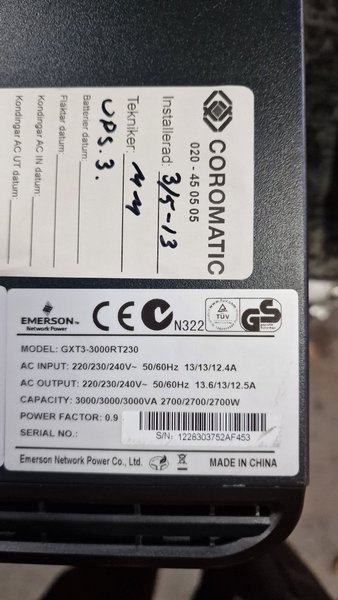 COROMATIC
020 - 45 05 05
Installerad: 3/5-13
Tekniker: MM
UPS. 3.
Batterier datum:
Fläktar datum:
Kondingar AC IN datum:
Kondingar AC UT datum:
EMERSON
Network Power
CE
N322
TÜV
GS
MODEL: GXT3-3000RT230
AC INPUT: 220/230/240V~ 50/60Hz 13/13/12.4A
AC OUTPUT: 220/230/240V~ 50/60Hz 13.6/13/12.5A
CAPACITY: 3000/3000/3000VA 2700/2700/2700W
POWER FACTOR: 0.9
SERIAL NO.:
S/N: 1228303752AF453
Emerson Network Power Co., Ltd.
MADE IN CHINA